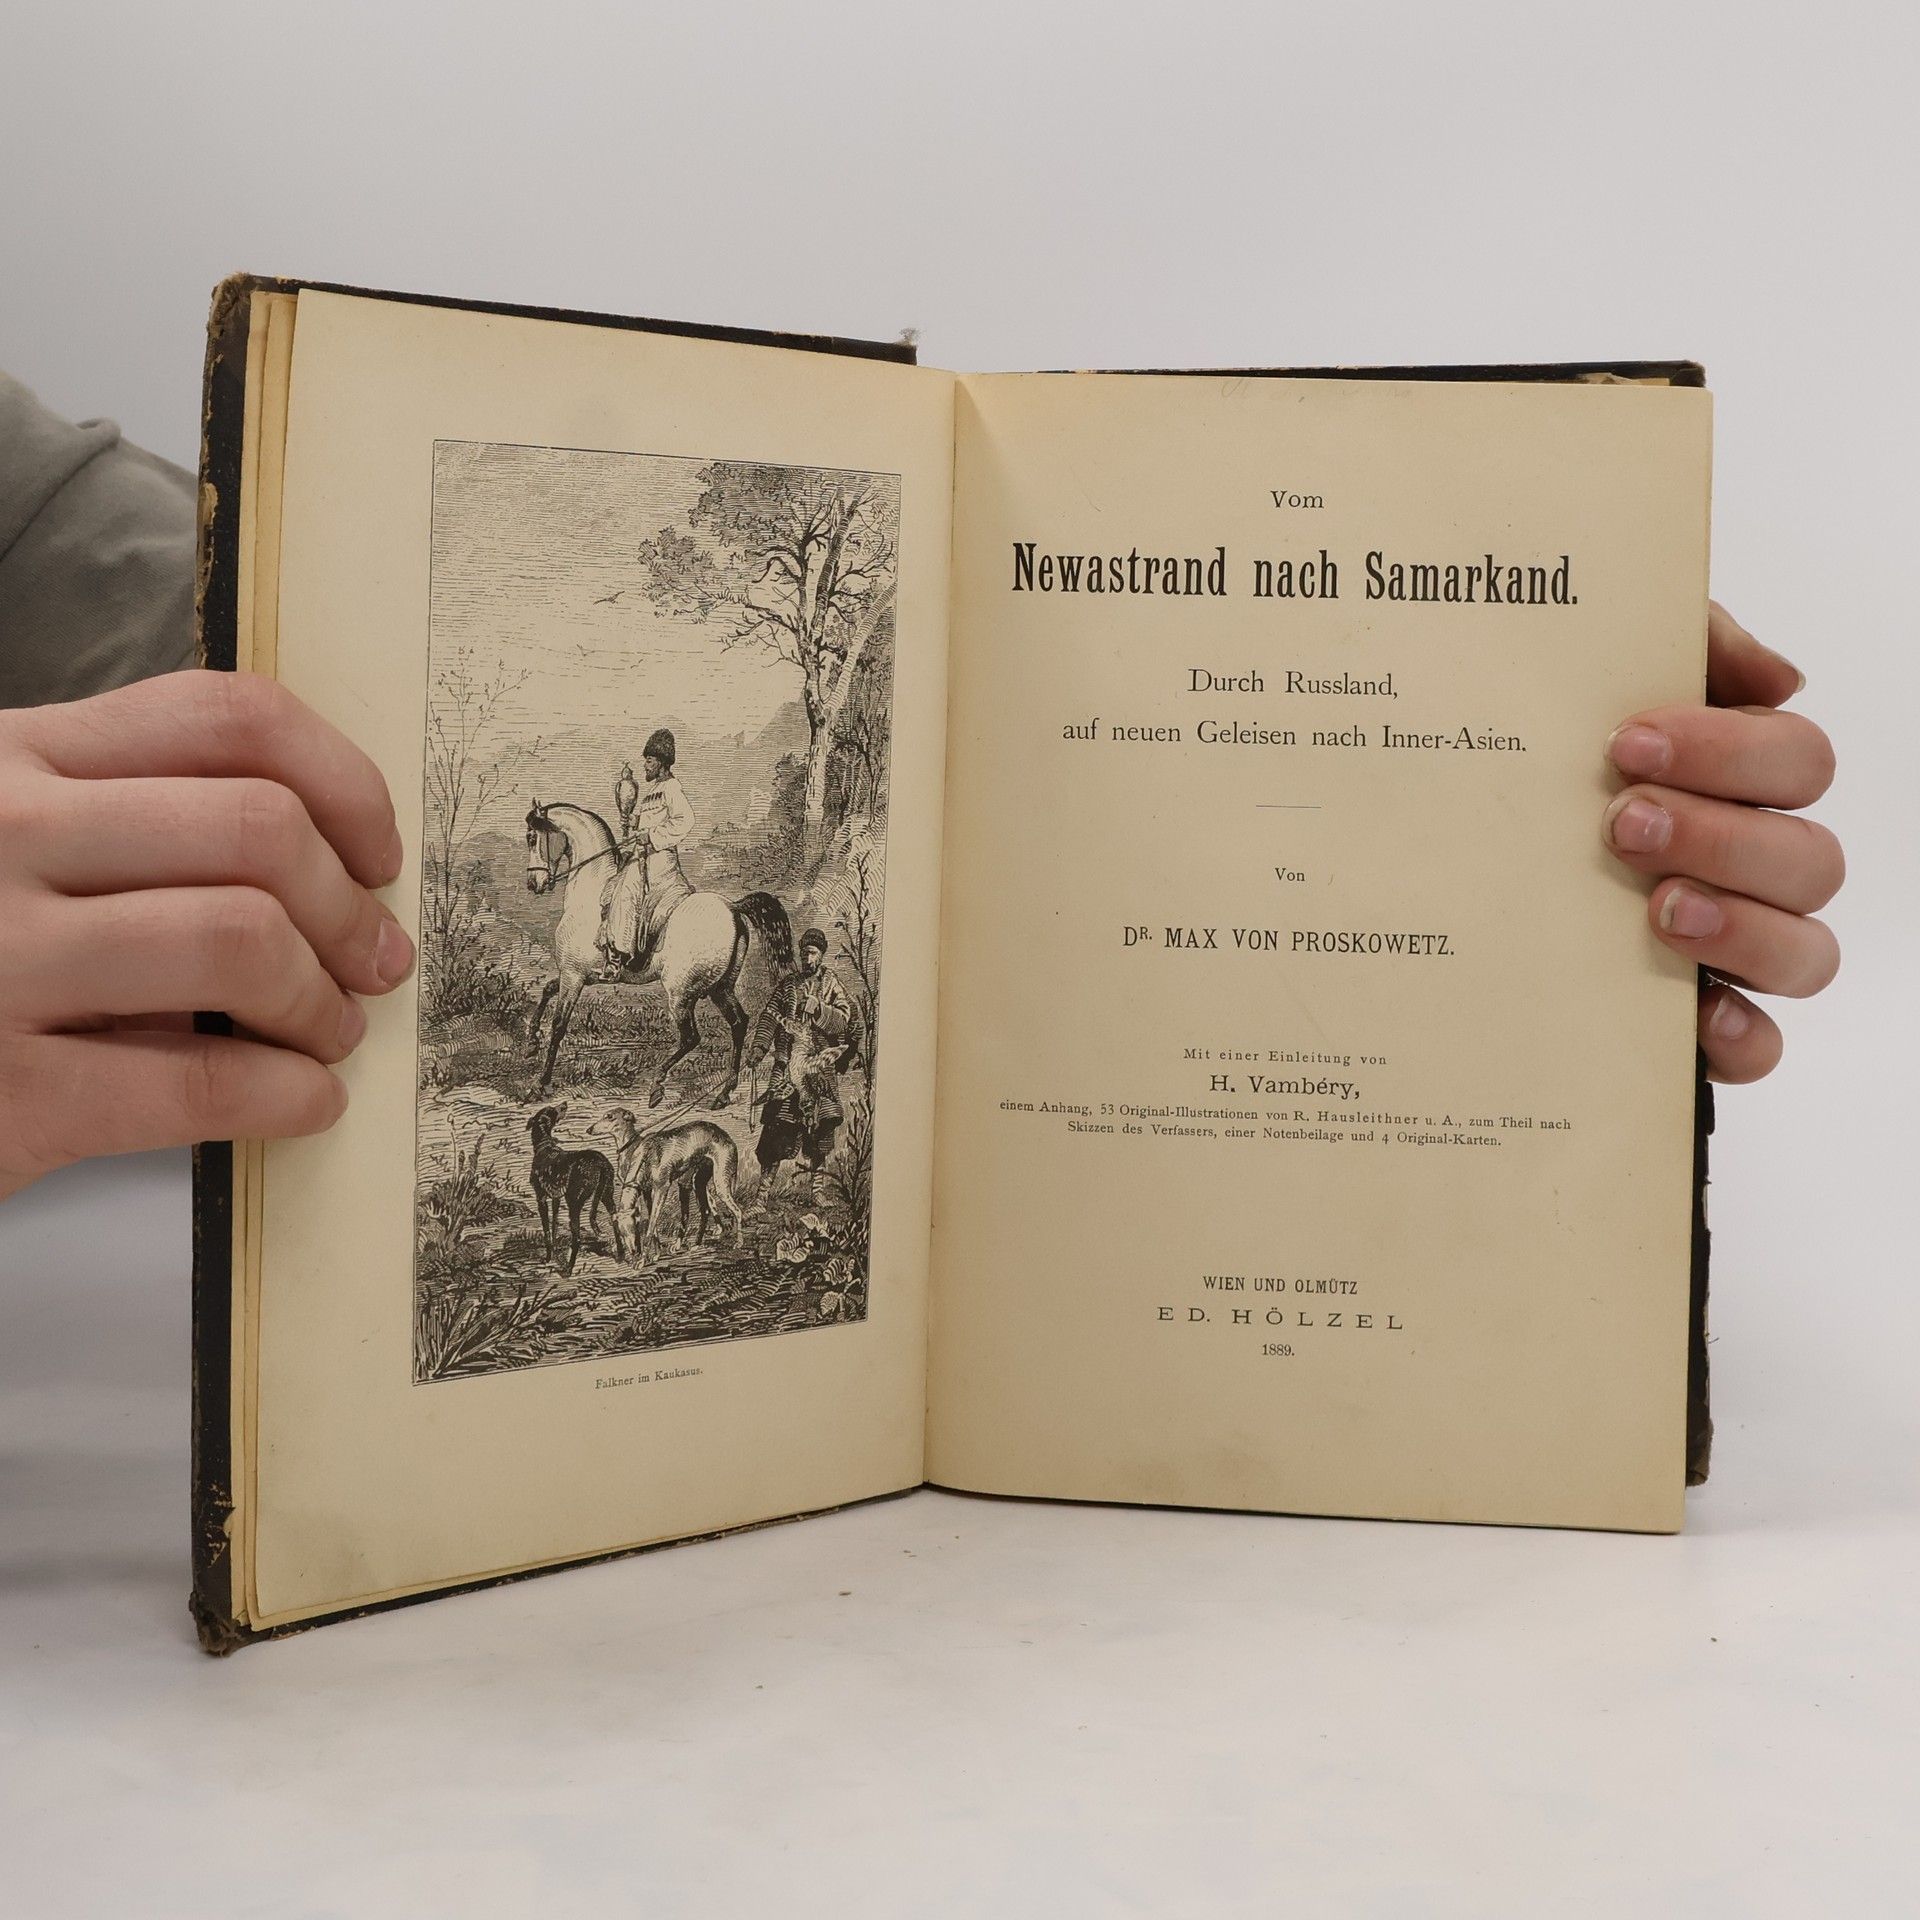 Falkner im Kaukasus.
Vom
Newastrand nach Samarkand.
Durch Russland,
auf neuen Geleisen nach Inner-Asien.
Von
DR. MAX VON PROSKOWETZ.
Mit einer Einleitung von
H. Vambéry,
einem Anhang, 53 Original-Illustrationen von R. Hausleithner u. A., zum Theil nach
Skizzen des Verfassers, einer Notenbeilage und 4 Original-Karten.
WIEN UND OLMÜTZ
ED. HÖLZEL
1889.